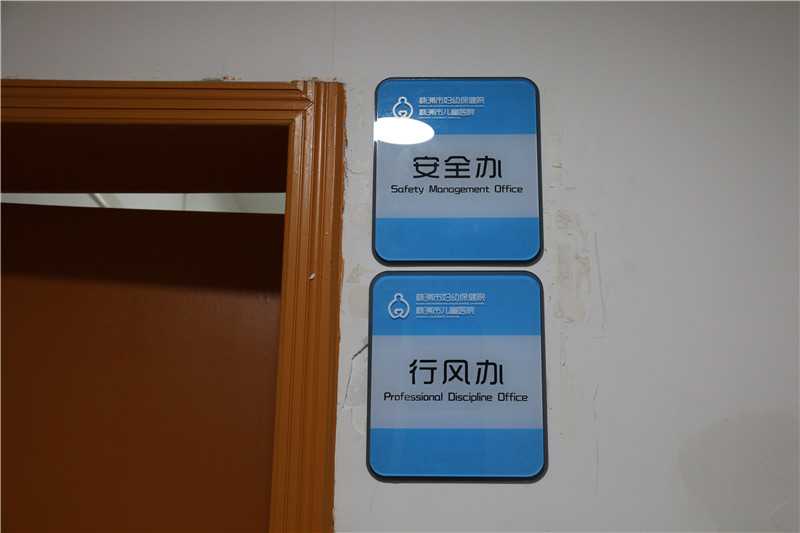 株洲市妇幼保健院
株洲市儿童医院
安全办
Safety Management Office
株洲市妇幼保健院
株洲市儿童医院
行风办
Professional Discipline Office